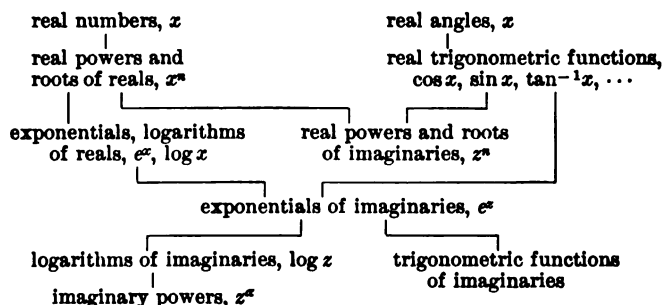 real numbers, x
real angles, x
real powers and
roots of reals, xⁿ
real trigonometric functions,
cos x, sin x, tan⁻¹x, ···
exponentials, logarithms
of reals, eˣ, log x
real powers and roots
of imaginaries, zⁿ
exponentials of imaginaries, eᶻ
logarithms of imaginaries, log z
imaginary powers, zᵅ
trigonometric functions
of imaginaries